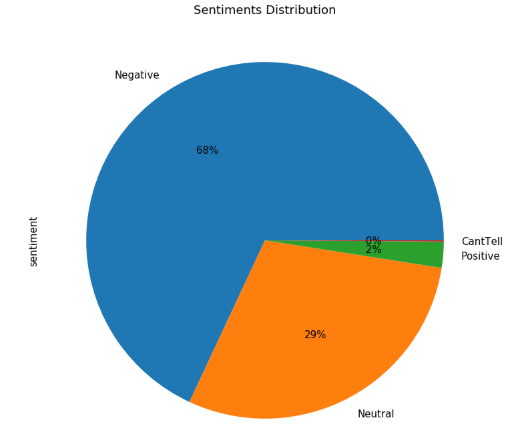 Sentiments Distribution
Negative
68%
0%
CantTell
2%
Positive
sentiment
29%
Neutral